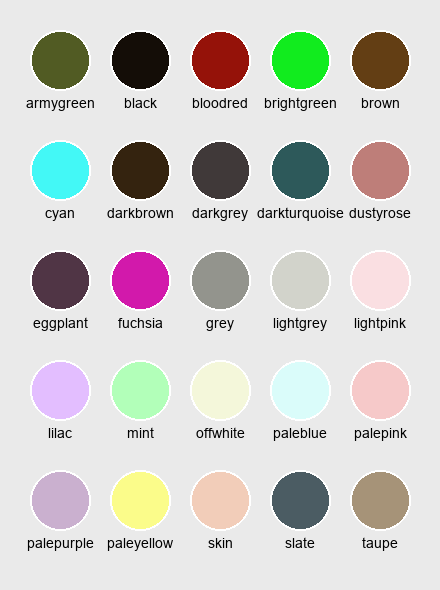 armygreen black bloodred brightgreen brown
cyan darkbrown darkgrey darkturquoise dustyrose
eggplant fuchsia grey lightgrey lightpink
lilac mint offwhite paleblue palepink
palepurple paleyellow skin slate taupe